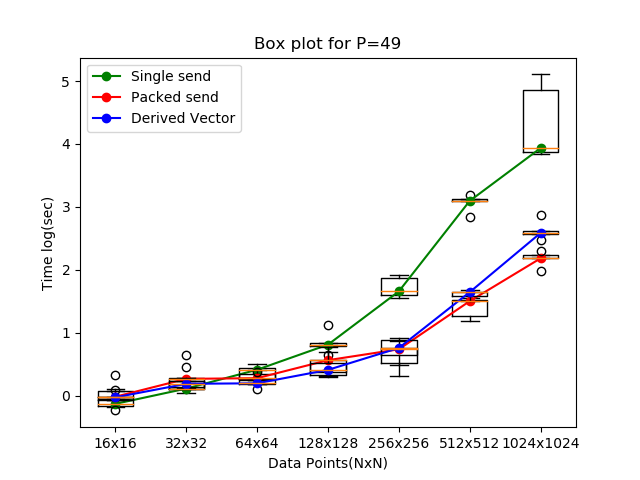 Box plot for P=49
Single send
Packed send
Derived Vector
Time log(sec)
5
4
3
2
1
0
16x16 32x32 64x64 128x128 256x256 512x512 1024x1024
Data Points(NxN)